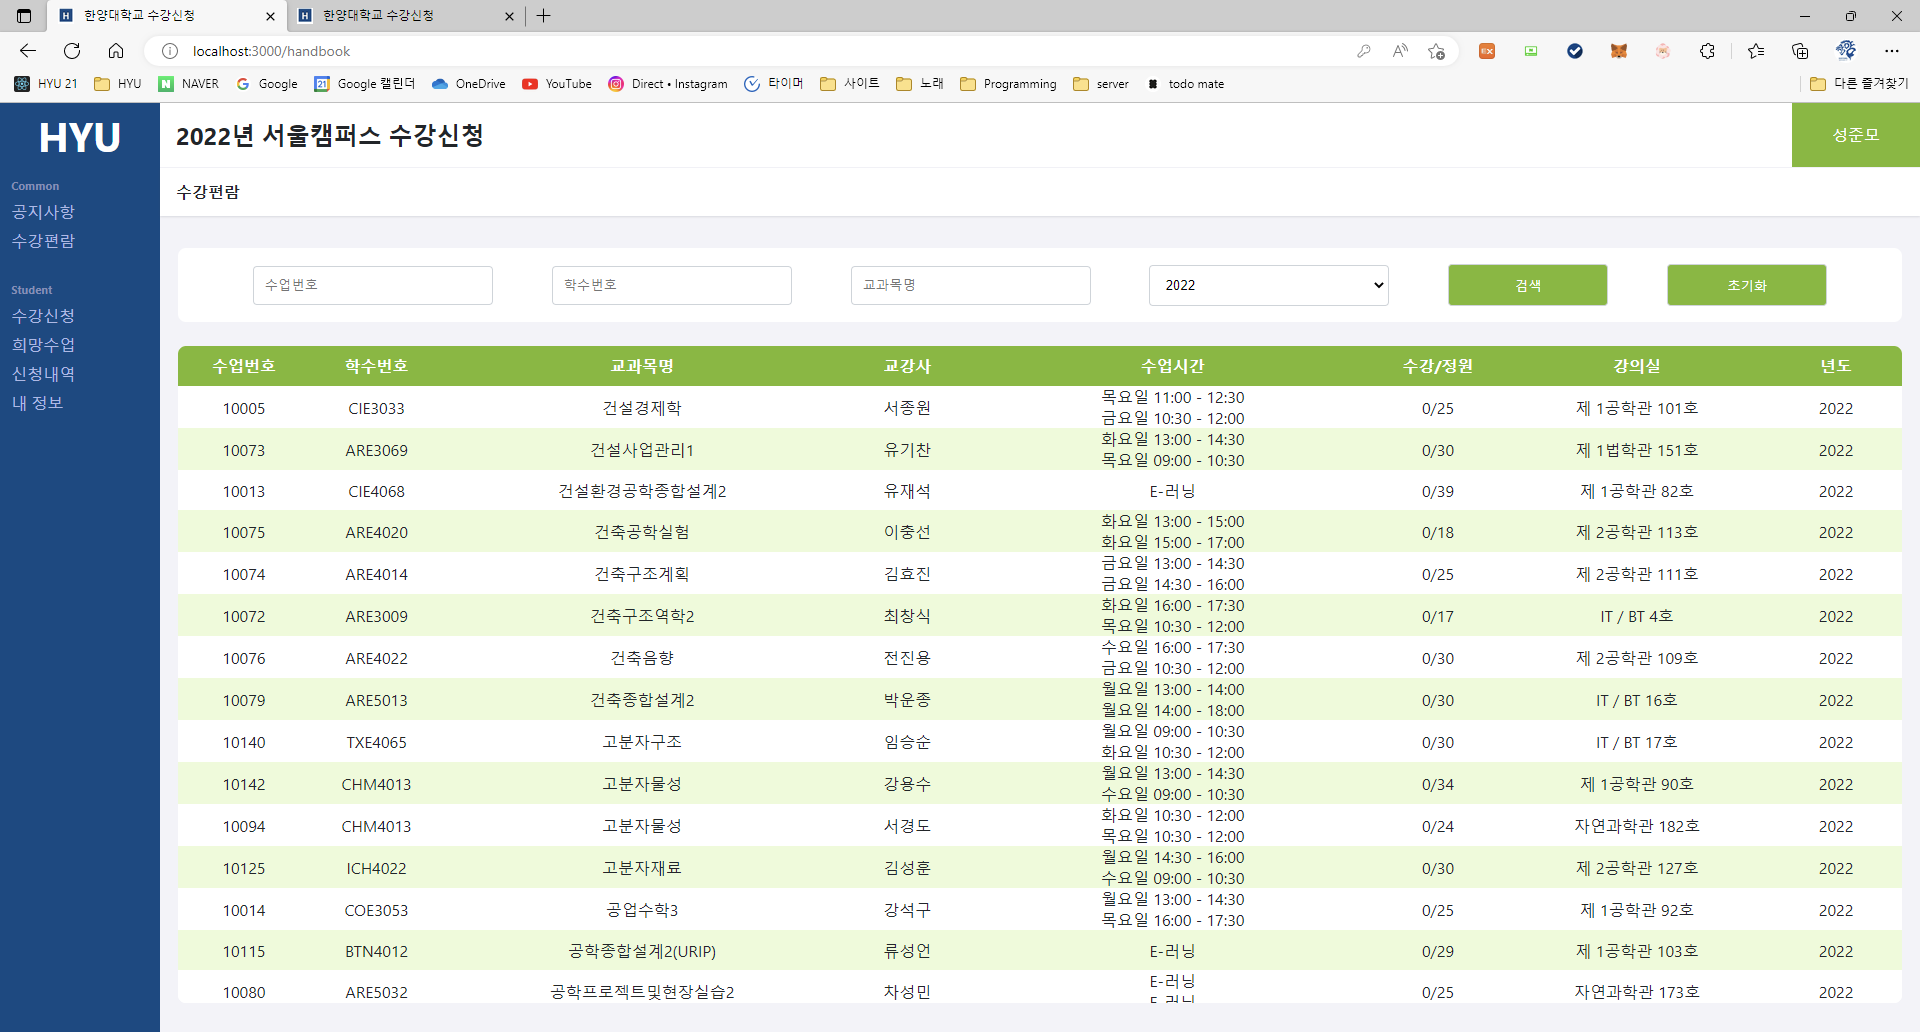 한양대학교 수강신청
한양대학교 수강신청
localhost:3000/handbook
HYU 21 HYU NAVER Google Google 캘린더 OneDrive YouTube Direct • Instagram 타이머 사이트 노래 Programming server todo mate 다른 즐겨찾기
HYU
Common
공지사항
수강편람
Student
수강신청
희망수업
신청내역
내 정보
2022년 서울캠퍼스 수강신청
성준모
수강편람
수업번호 학수번호 교과목명 2022 검색 초기화
수업번호 학수번호 교과목명 교강사 수업시간 수강/정원 강의실 년도
10005 CIE3033 건설경제학 서종원 목요일 11:00 - 12:30 0/25 제 1공학관 101호 2022
금요일 10:30 - 12:00
10073 ARE3069 건설사업관리1 유기찬 화요일 13:00 - 14:30 0/30 제 1법학관 151호 2022
목요일 09:00 - 10:30
10013 CIE4068 건설환경공학종합설계2 유재석 E-러닝 0/39 제 1공학관 82호 2022
10075 ARE4020 건축공학실험 이충선 화요일 13:00 - 15:00 0/18 제 2공학관 113호 2022
화요일 15:00 - 17:00
10074 ARE4014 건축구조계획 김효진 금요일 13:00 - 14:30 0/25 제 2공학관 111호 2022
금요일 14:30 - 16:00
10072 ARE3009 건축구조역학2 최창식 화요일 16:00 - 17:30 0/17 IT / BT 4호 2022
목요일 10:30 - 12:00
10076 ARE4022 건축음향 전진용 수요일 16:00 - 17:30 0/30 제 2공학관 109호 2022
금요일 10:30 - 12:00
10079 ARE5013 건축종합설계2 박운종 월요일 13:00 - 14:00 0/30 IT / BT 16호 2022
월요일 14:00 - 18:00
10140 TXE4065 고분자구조 임승순 월요일 09:00 - 10:30 0/30 IT / BT 17호 2022
화요일 10:30 - 12:00
10142 CHM4013 고분자물성 강용수 월요일 13:00 - 14:30 0/34 제 1공학관 90호 2022
수요일 09:00 - 10:30
10094 CHM4013 고분자물성 서경도 화요일 10:30 - 12:00 0/24 자연과학관 182호 2022
목요일 10:30 - 12:00
10125 ICH4022 고분자재료 김성훈 월요일 14:30 - 16:00 0/30 제 2공학관 127호 2022
수요일 09:00 - 10:30
10014 COE3053 공업수학3 강석구 월요일 13:00 - 14:30 0/25 제 1공학관 92호 2022
목요일 16:00 - 17:30
10115 BTN4012 공학종합설계2(URIP) 류성언 E-러닝 0/29 제 1공학관 103호 2022
10080 ARE5032 공학프로젝트및현장실습2 차성민 E-러닝 0/25 자연과학관 173호 2022
E-러닝